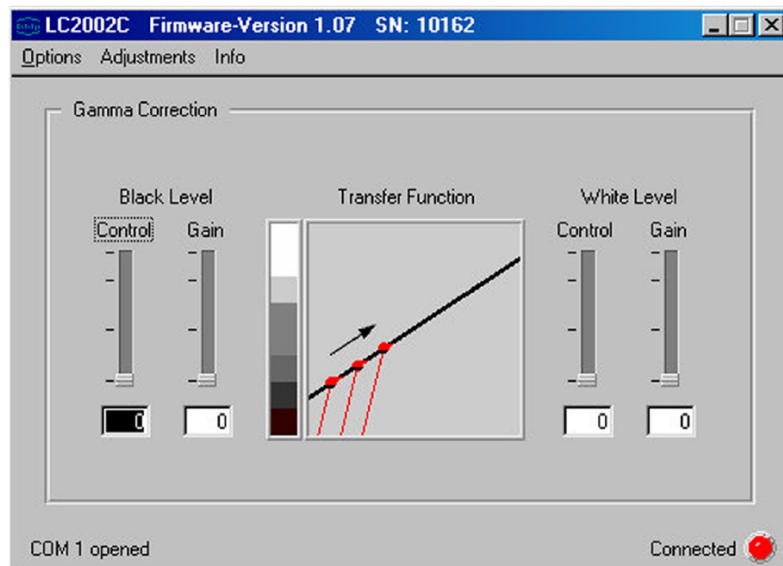 LC2002C Firmware-Version 1.07 SN: 10162
Options Adjustments Info
Gamma Correction
Black Level
Transfer Function
White Level
Control Gain
Control Gain
0 0
0 0
COM 1 opened
Connected